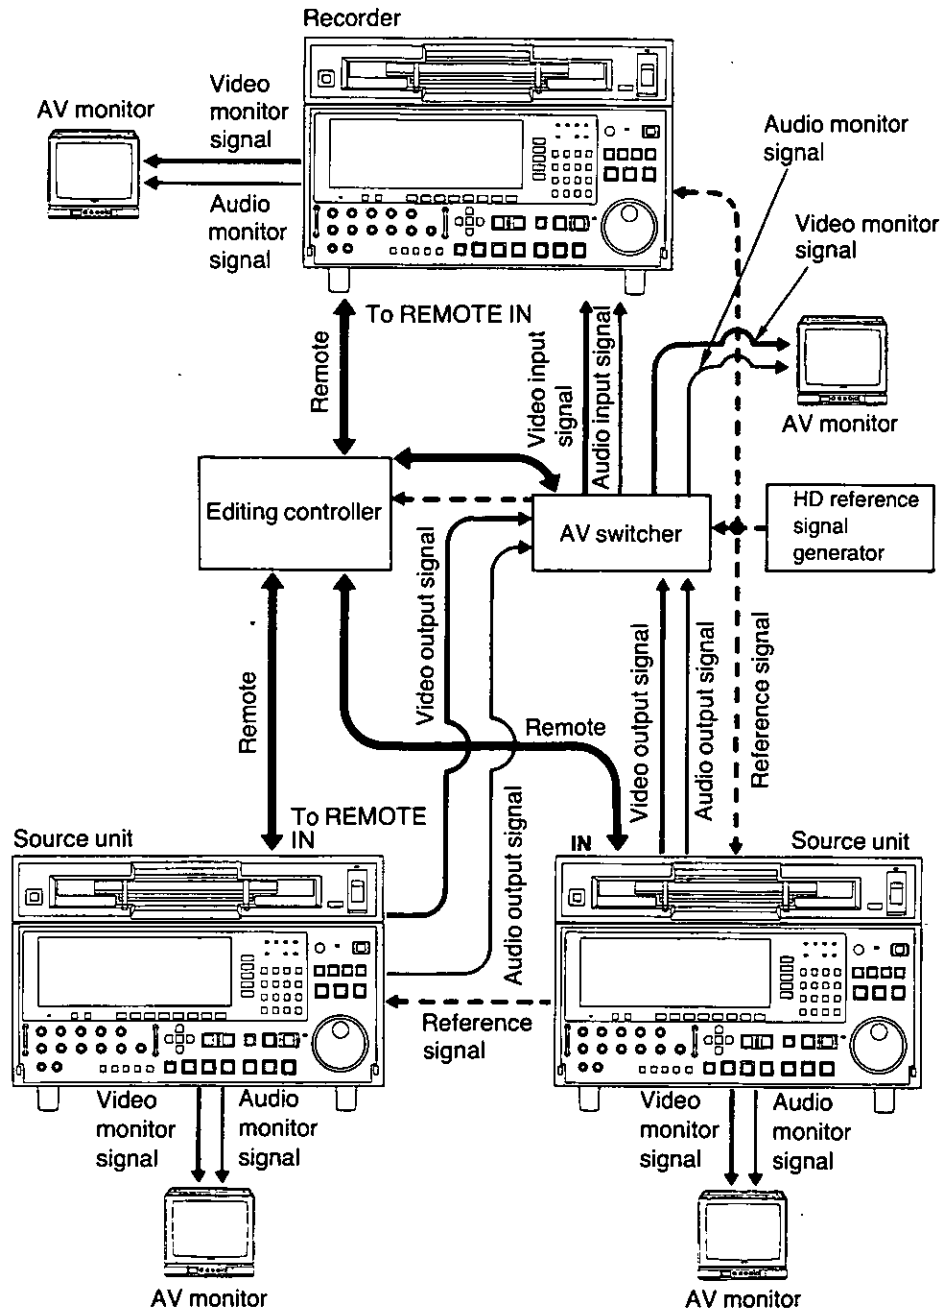 Recorder
AV monitor
Video
monitor
signal
Audio
monitor
signal
Audio monitor
signal
Video monitor
signal
To REMOTE IN
Remote
Video input
signal
Audio input signal
AV monitor
Editing controller
AV switcher
HD reference
signal
generator
Remote
Video output signal
Remote
Video output signal
Audio output signal
Reference signal
To REMOTE
IN
Source unit
Audio output signal
IN
Source unit
Reference
signal
Video
monitor
signal
Audio
monitor
signal
Video
monitor
signal
Audio
monitor
signal
AV monitor
AV monitor